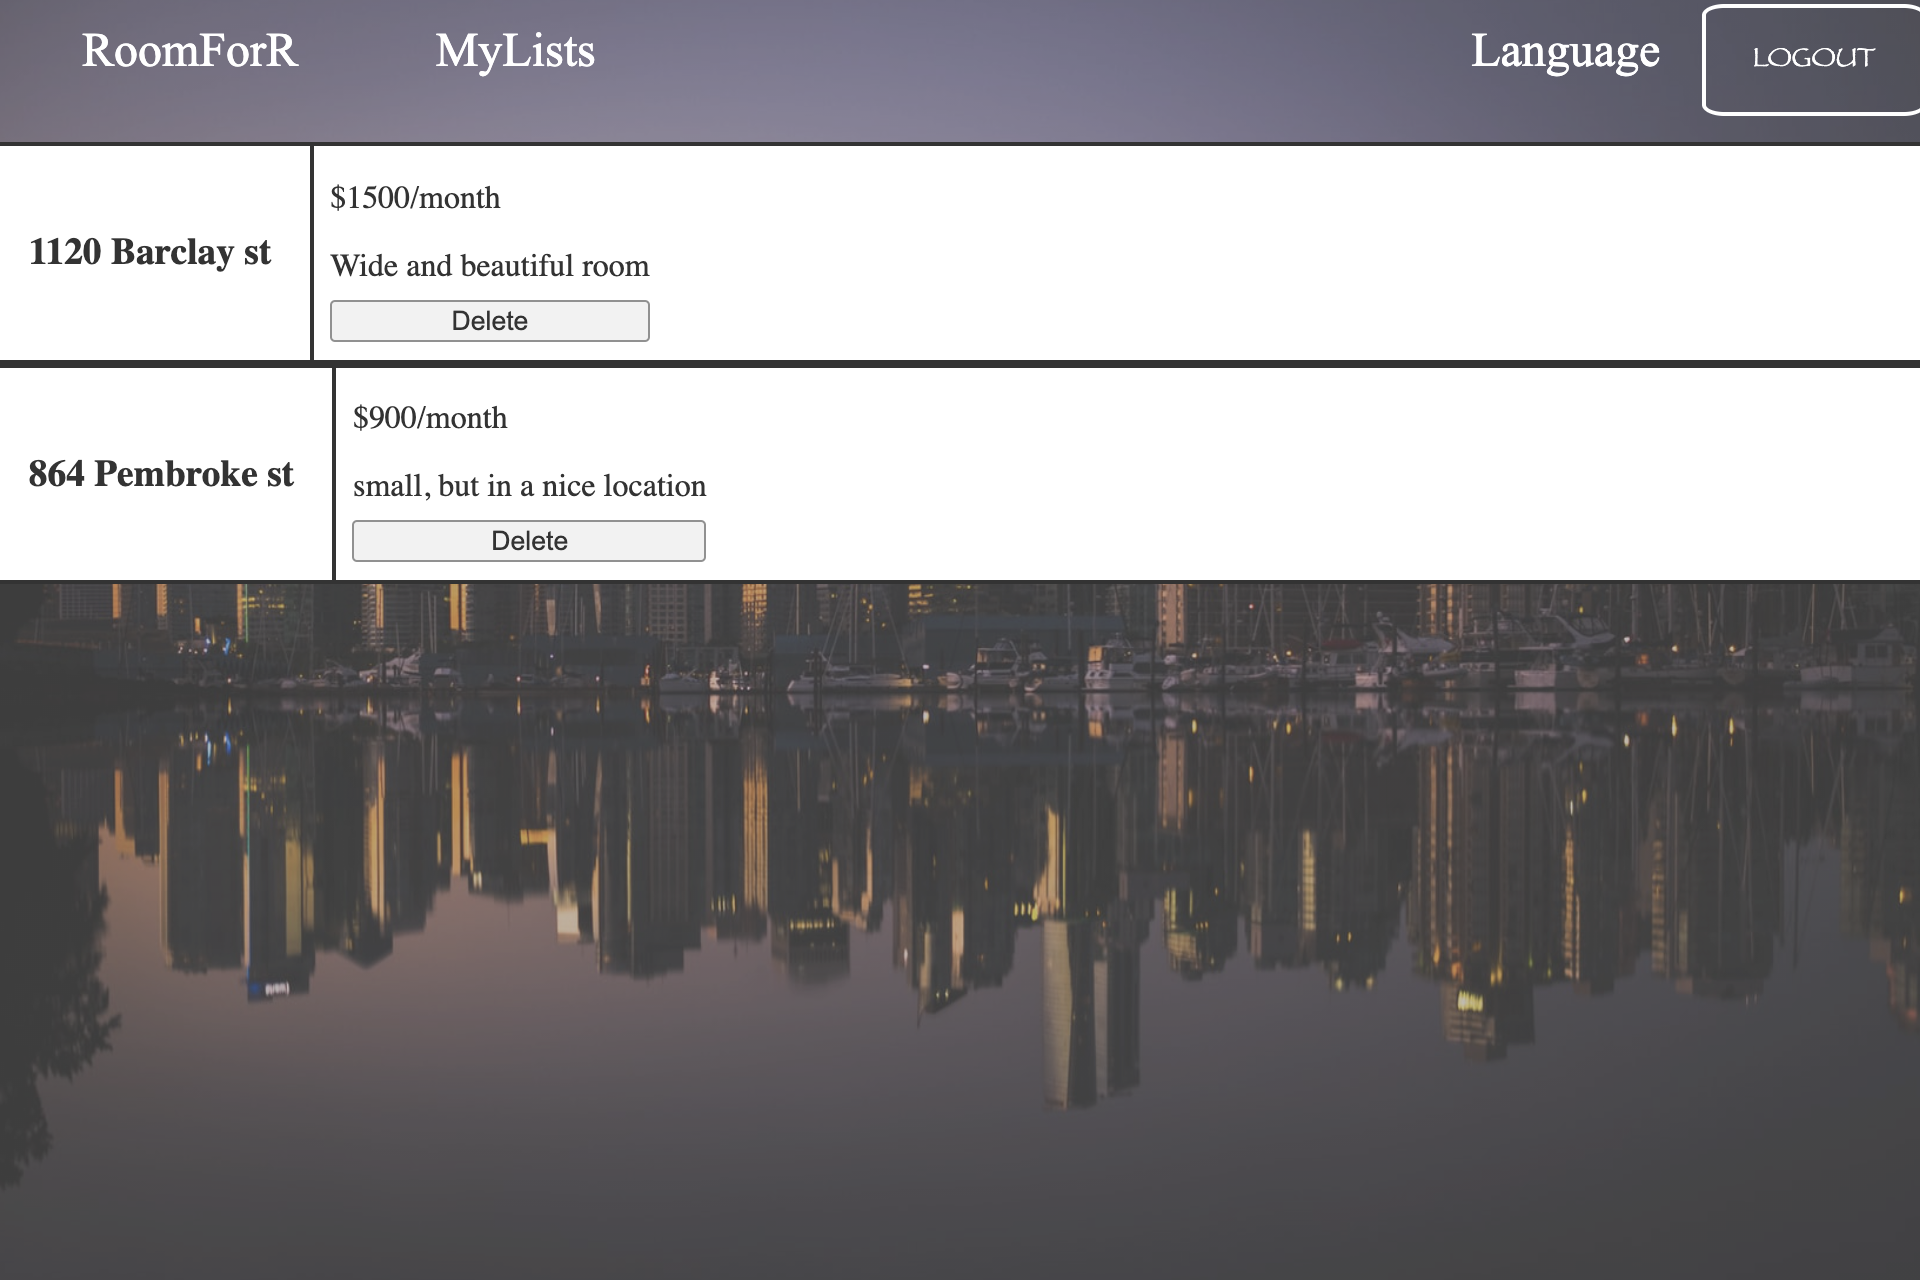 RoomForR MyLists Language LOGOUT
1120 Barclay st
$1500/month
Wide and beautiful room
Delete
864 Pembroke st
$900/month
small, but in a nice location
Delete